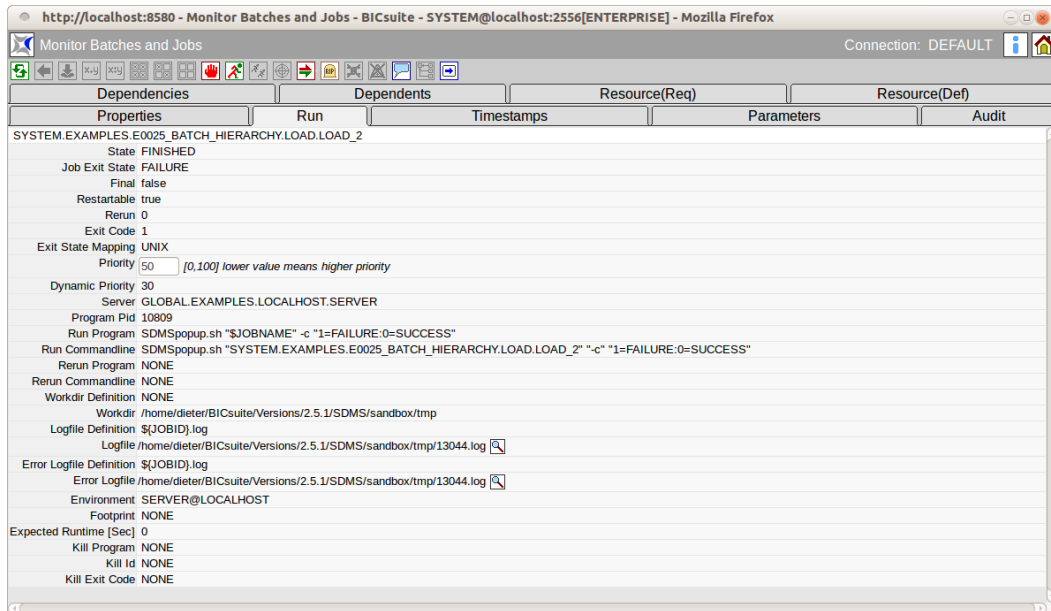 http://localhost:8580 - Monitor Batches and Jobs - BICsuite - SYSTEM@localhost:2556[ENTERPRISE] - Mozilla Firefox
Monitor Batches and Jobs Connection: DEFAULT
x,y x=y RIP
Dependencies Dependents Resource(Req) Resource(Def)
Properties Run Timestamps Parameters Audit
SYSTEM.EXAMPLES.E0025_BATCH_HIERARCHY.LOAD.LOAD_2
State FINISHED
Job Exit State FAILURE
Final false
Restartable true
Rerun 0
Exit Code 1
Exit State Mapping UNIX
Priority 50 [0,100] lower value means higher priority
Dynamic Priority 30
Server GLOBAL.EXAMPLES.LOCALHOST.SERVER
Program Pid 10809
Run Program SDMSpopup.sh "$JOBNAME" -c "1=FAILURE:0=SUCCESS"
Run Commandline SDMSpopup.sh "SYSTEM.EXAMPLES.E0025_BATCH_HIERARCHY.LOAD.LOAD_2" "-c" "1=FAILURE:0=SUCCESS"
Rerun Program NONE
Rerun Commandline NONE
Workdir Definition NONE
Workdir /home/dieter/BICsuite/Versions/2.5.1/SDMS/sandbox/tmp
Logfile Definition ${JOBID}.log
Logfile /home/dieter/BICsuite/Versions/2.5.1/SDMS/sandbox/tmp/13044.log
Error Logfile Definition ${JOBID}.log
Error Logfile /home/dieter/BICsuite/Versions/2.5.1/SDMS/sandbox/tmp/13044.log
Environment SERVER@LOCALHOST
Footprint NONE
Expected Runtime [Sec] 0
Kill Program NONE
Kill Id NONE
Kill Exit Code NONE